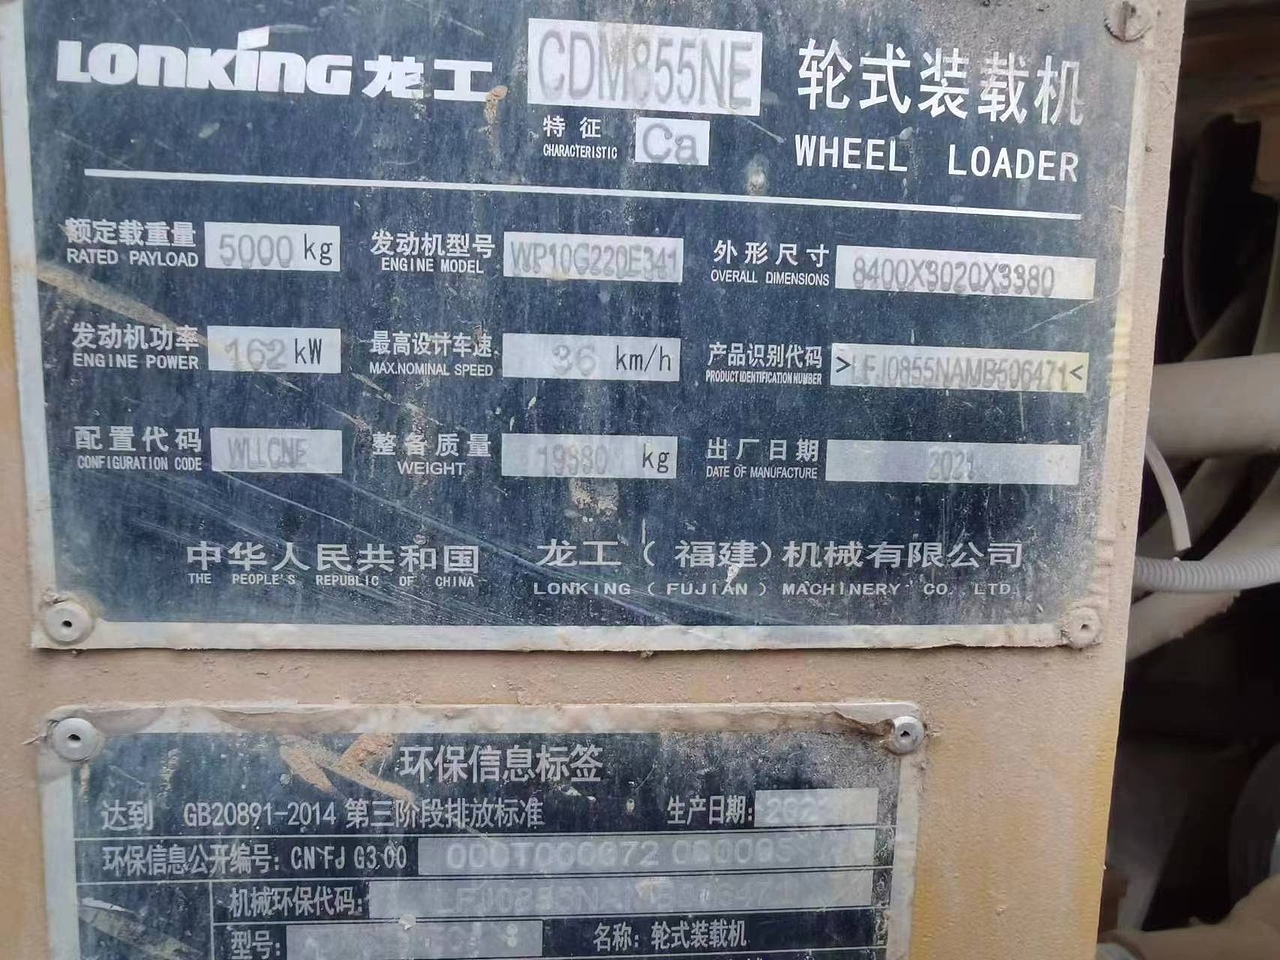 LONKING 龙工 CDM855NE 轮式装载机
特征 Ca
CHARACTERISTIC
WHEEL LOADER
额定载重量 5000 kg 发动机型号 WP10G220E341 外形尺寸 8400X3020X3380
RATED PAYLOAD ENGINE MODEL OVERALL DIMENSIONS
发动机功率 162 kW 最高设计车速 36 km/h 产品识别代码 >LFJ0855NAMB506471<
ENGINE POWER MAX.NOMINAL SPEED PRODUCT IDENTIFICATION NUMBER
配置代码 WLLCNE 整备质量 kg 出厂日期 2021
CONFIGURATION CODE WEIGHT DATE OF MANUFACTURE
中华人民共和国 龙工(福建)机械有限公司
THE PEOPLE'S REPUBLIC OF CHINA LONKING (FUJIAN) MACHINERY CO. LTD.
环保信息标签
达到 GB20891-2014 第三阶段排放标准 生产日期:
环保信息公开编号: CN FJ G3 00
机械环保代码:
型号: 名称: 轮式装载机